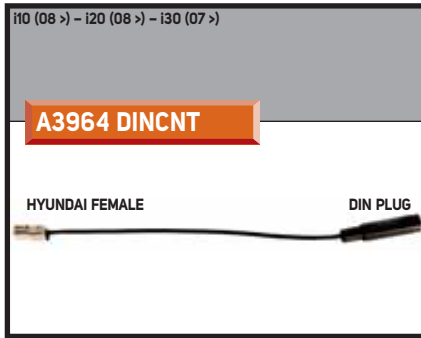 i10 (08 >) – i20 (08 >) – i30 (07 >)
A3964 DINCNT
HYUNDAI FEMALE DIN PLUG